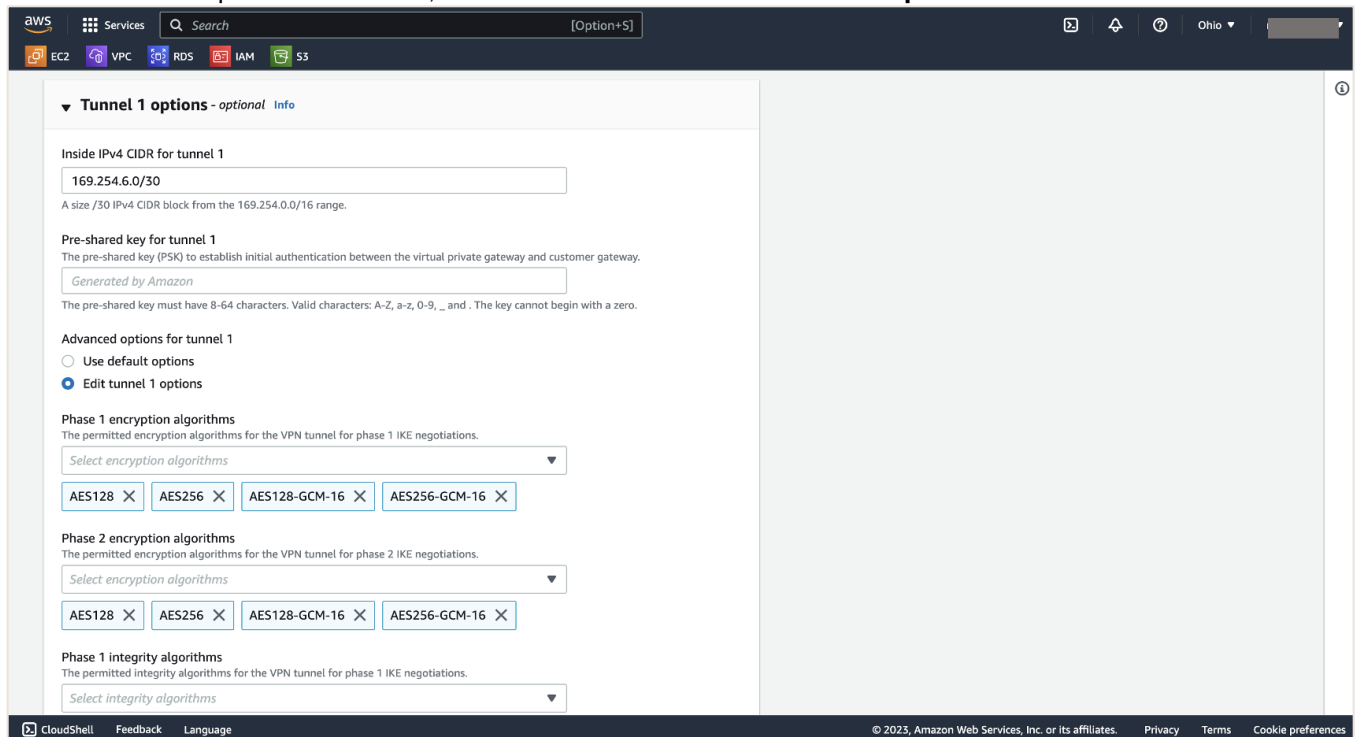 aws
Services
Search [Option+S]
Ohio
EC2 VPC RDS IAM S3
Tunnel 1 options - optional Info
Inside IPv4 CIDR for tunnel 1
169.254.6.0/30
A size /30 IPv4 CIDR block from the 169.254.0.0/16 range.
Pre-shared key for tunnel 1
The pre-shared key (PSK) to establish initial authentication between the virtual private gateway and customer gateway.
Generated by Amazon
The pre-shared key must have 8-64 characters. Valid characters: A-Z, a-z, 0-9, _ and . The key cannot begin with a zero.
Advanced options for tunnel 1
Use default options
Edit tunnel 1 options
Phase 1 encryption algorithms
The permitted encryption algorithms for the VPN tunnel for phase 1 IKE negotiations.
Select encryption algorithms
AES128 AES256 AES128-GCM-16 AES256-GCM-16
Phase 2 encryption algorithms
The permitted encryption algorithms for the VPN tunnel for phase 2 IKE negotiations.
Select encryption algorithms
AES128 AES256 AES128-GCM-16 AES256-GCM-16
Phase 1 integrity algorithms
The permitted integrity algorithms for the VPN tunnel for phase 1 IKE negotiations.
Select integrity algorithms
CloudShell Feedback Language © 2023, Amazon Web Services, Inc. or its affiliates. Privacy Terms Cookie preferences